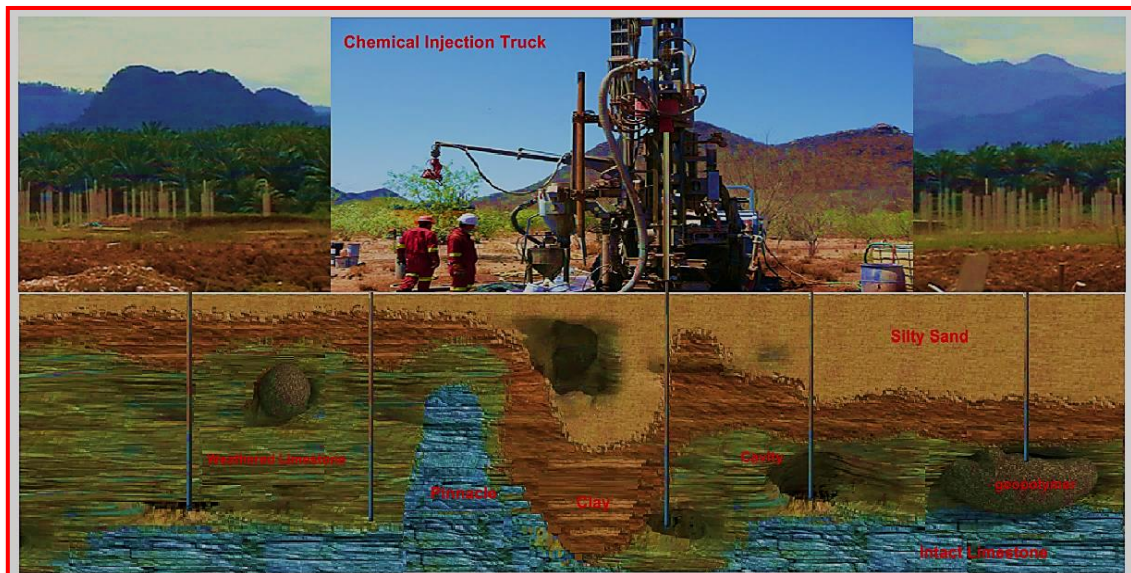 Chemical Injection Truck
Silty Sand
Weathered Limestone
Cavity
Pinnacle
Clay
geopolymer
Intact Limestone